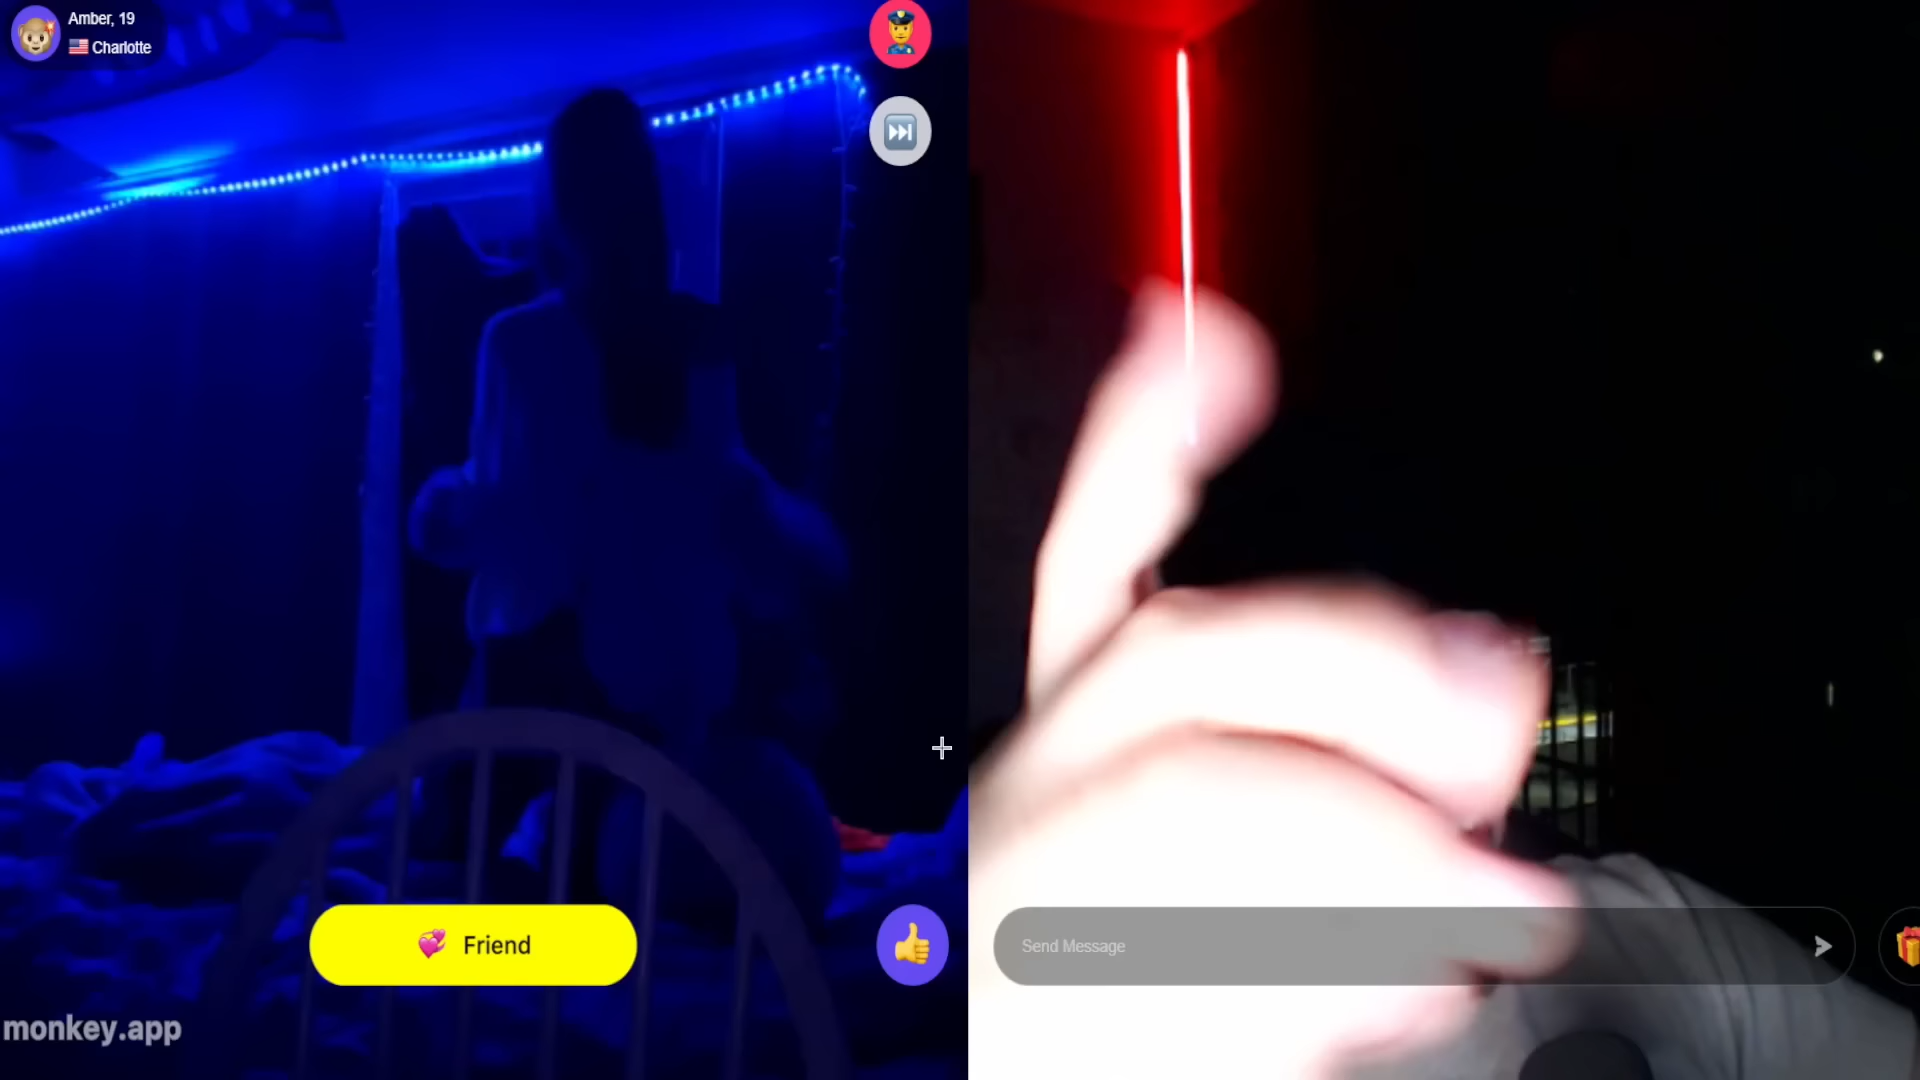 Amber, 19
Charlotte
Friend
Send Message
monkey.app